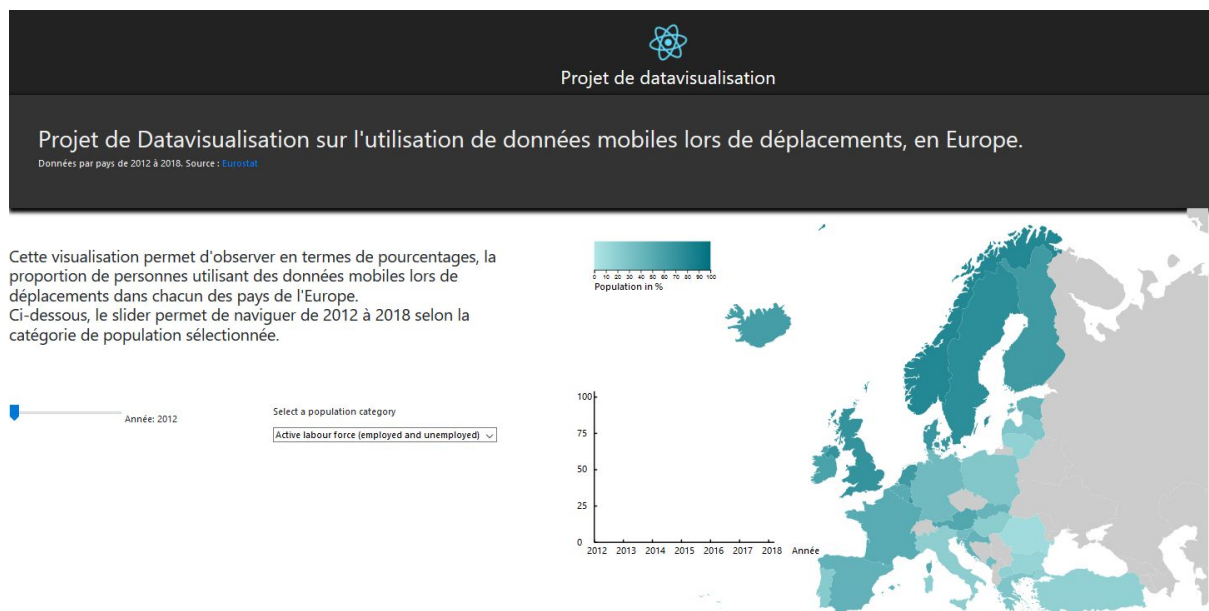 Projet de datavisualisation
Projet de Datavisualisation sur l'utilisation de données mobiles lors de déplacements, en Europe.
Données par pays de 2012 à 2018. Source : Eurostat
Cette visualisation permet d'observer en termes de pourcentages, la
proportion de personnes utilisant des données mobiles lors de
déplacements dans chacun des pays de l'Europe.
Ci-dessous, le slider permet de naviguer de 2012 à 2018 selon la
catégorie de population sélectionnée.
Année: 2012
Select a population category
Active labour force (employed and unemployed)
0 10 20 30 40 50 60 70 80 90 100
Population in %
100
75
50
25
0
2012 2013 2014 2015 2016 2017 2018 Année